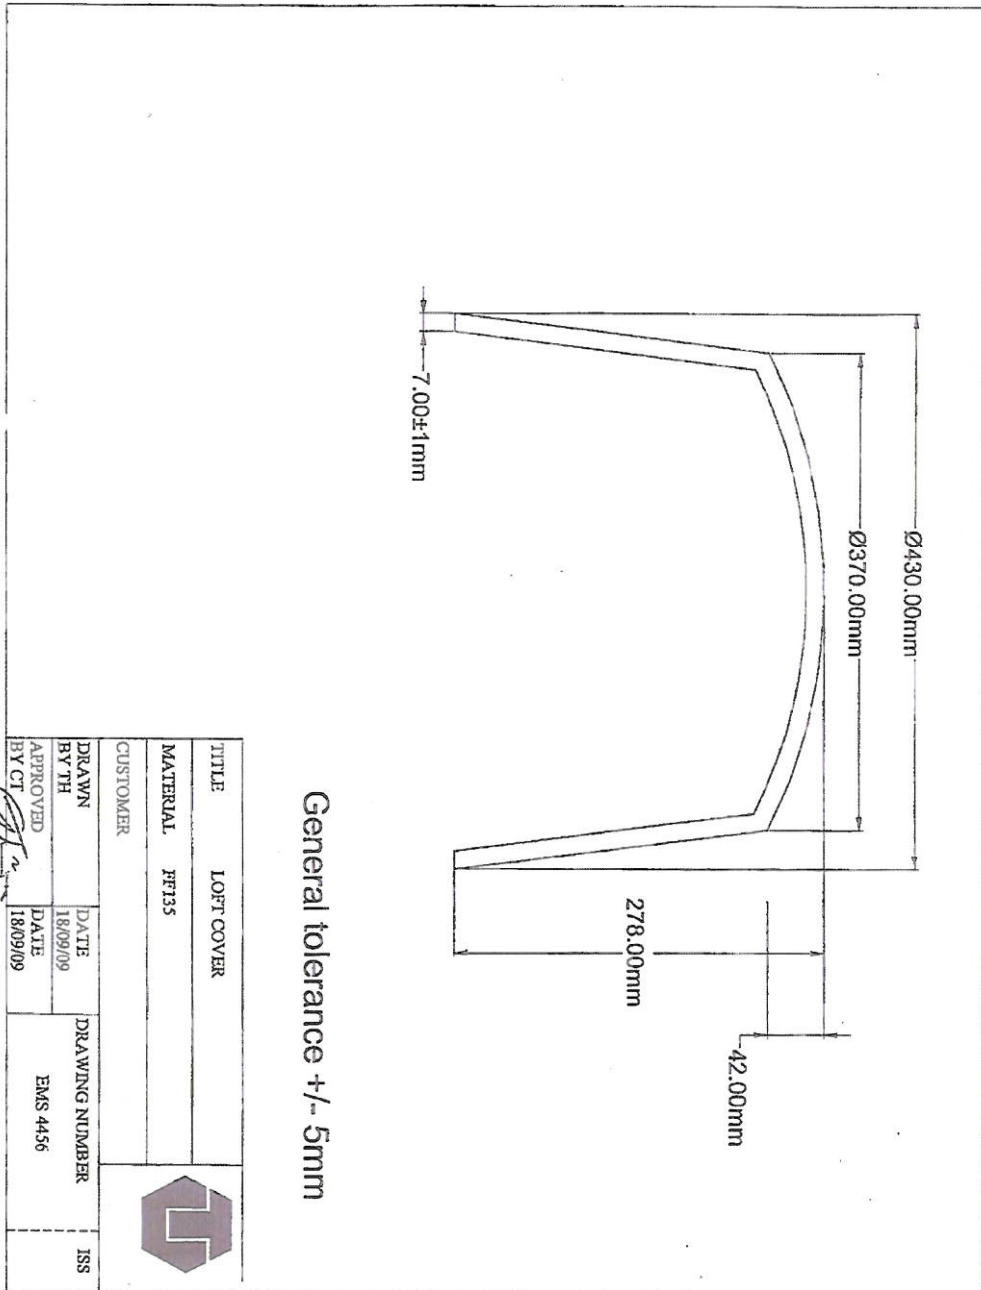 Ø430.00mm
Ø370.00mm
278.00mm
42.00mm
7.00±1mm
General tolerance +/- 5mm
TITLE LOFT COVER
MATERIAL FF135
CUSTOMER
DRAWN BY TH
DATE 18/09/09
DRAWING NUMBER
EMS 4456
ISS
APPROVED BY CT
DATE 18/09/09